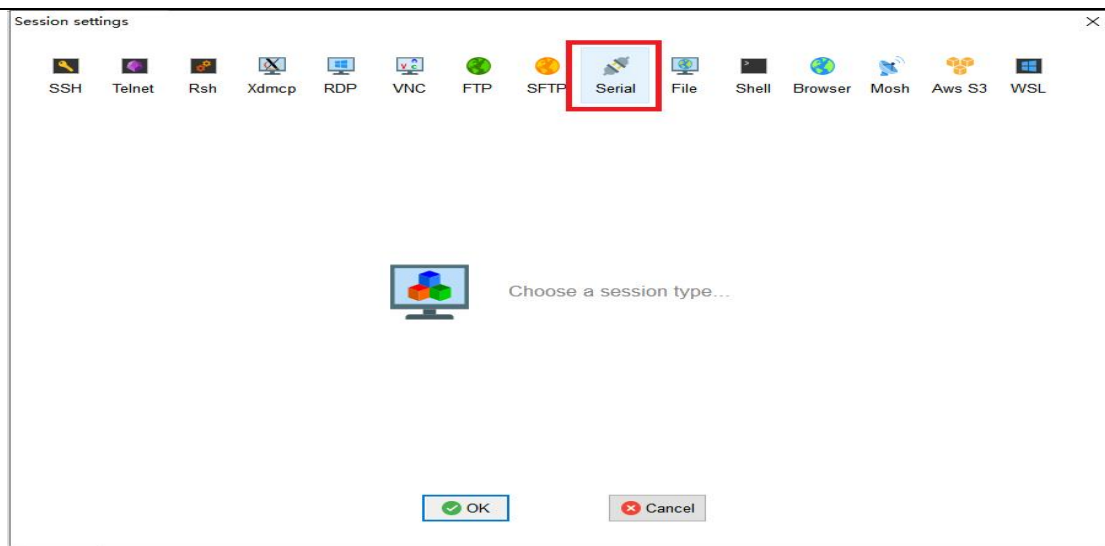 Session settings
SSH Telnet Rsh Xdmcp RDP VNC FTP SFTP Serial File Shell Browser Mosh Aws S3 WSL
Choose a session type...
OK Cancel